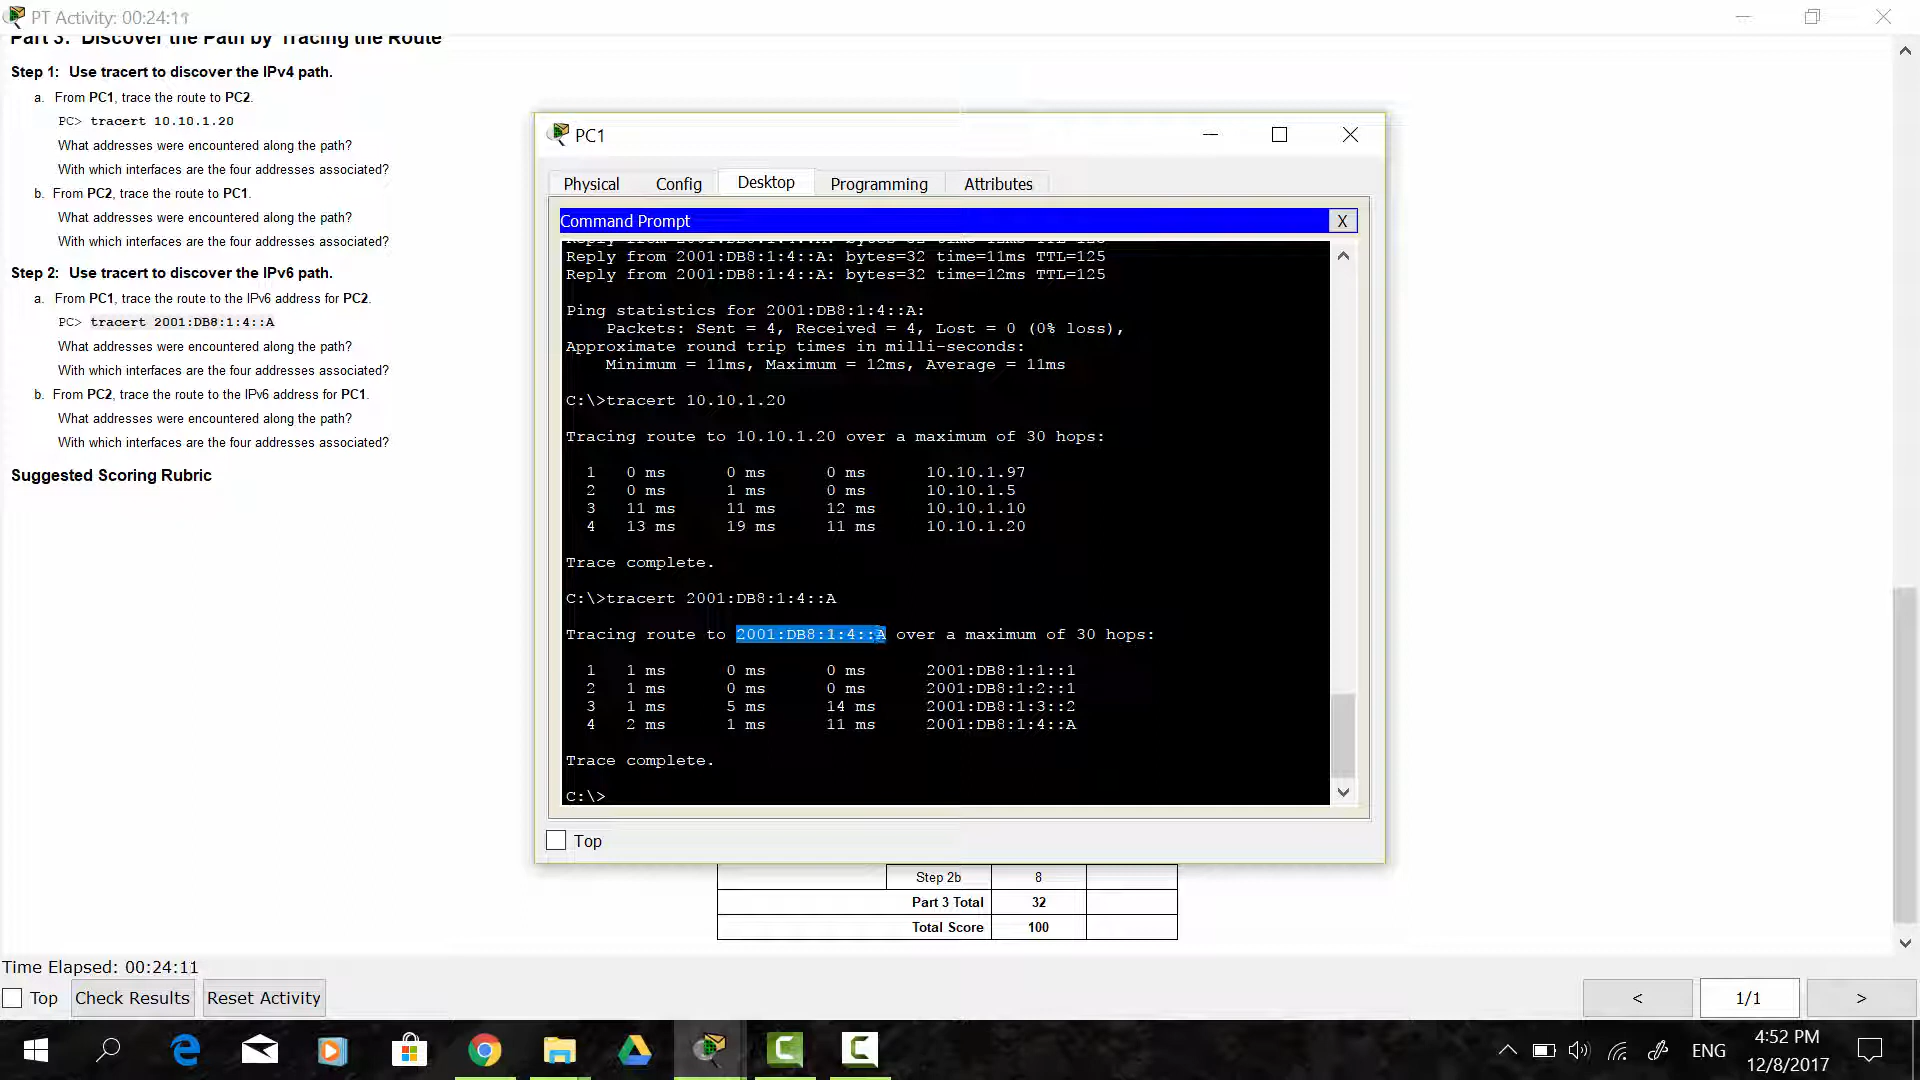 PT Activity: 00:24:11
Part 3: Discover the Path by Tracing the Route
Step 1: Use tracert to discover the IPv4 path.
a. From PC1, trace the route to PC2.
PC> tracert 10.10.1.20
What addresses were encountered along the path?
With which interfaces are the four addresses associated?
b. From PC2, trace the route to PC1.
What addresses were encountered along the path?
With which interfaces are the four addresses associated?
Step 2: Use tracert to discover the IPv6 path.
a. From PC1, trace the route to the IPv6 address for PC2.
PC> tracert 2001:DB8:1:4::A
What addresses were encountered along the path?
With which interfaces are the four addresses associated?
b. From PC2, trace the route to the IPv6 address for PC1.
What addresses were encountered along the path?
With which interfaces are the four addresses associated?
Suggested Scoring Rubric
PC1
Physical Config Desktop Programming Attributes
Command Prompt X
Reply from 2001:DB8:1:4::A: bytes=32 time=11ms TTL=125
Reply from 2001:DB8:1:4::A: bytes=32 time=12ms TTL=125
Ping statistics for 2001:DB8:1:4::A:
Packets: Sent = 4, Received = 4, Lost = 0 (0% loss),
Approximate round trip times in milli-seconds:
Minimum = 11ms, Maximum = 12ms, Average = 11ms
C:\>tracert 10.10.1.20
Tracing route to 10.10.1.20 over a maximum of 30 hops:
1 0 ms 0 ms 0 ms 10.10.1.97
2 0 ms 1 ms 0 ms 10.10.1.5
3 11 ms 11 ms 12 ms 10.10.1.10
4 13 ms 19 ms 11 ms 10.10.1.20
Trace complete.
C:\>tracert 2001:DB8:1:4::A
Tracing route to 2001:DB8:1:4::A over a maximum of 30 hops:
1 1 ms 0 ms 0 ms 2001:DB8:1:1::1
2 1 ms 0 ms 0 ms 2001:DB8:1:2::1
3 1 ms 5 ms 14 ms 2001:DB8:1:3::2
4 2 ms 1 ms 11 ms 2001:DB8:1:4::A
Trace complete.
C:\>
Top
Step 2b 8
Part 3 Total 32
Total Score 100
Time Elapsed: 00:24:11
Top Check Results Reset Activity < 1/1 >
ENG
4:52 PM
12/8/2017